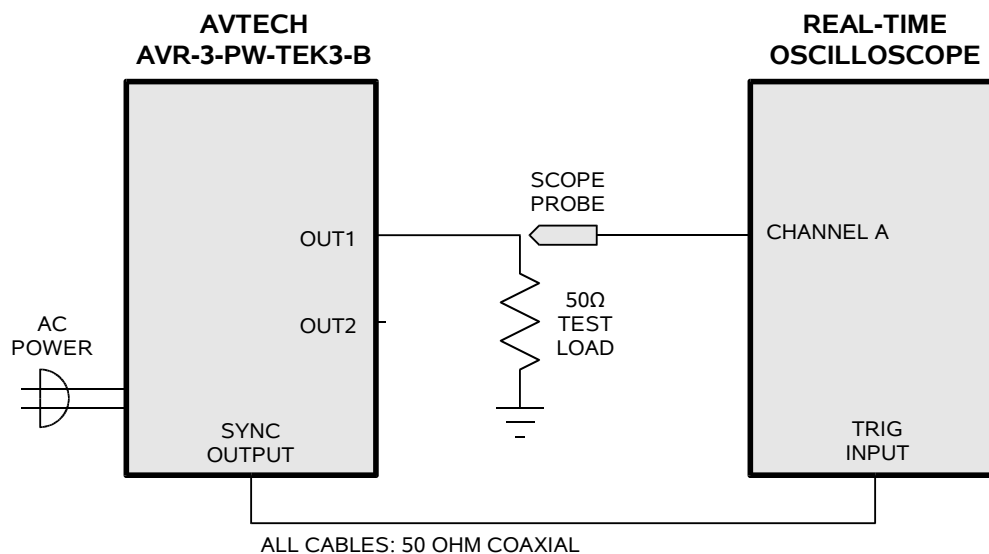 AVTECH
AVR-3-PW-TEK3-B
REAL-TIME
OSCILLOSCOPE
SCOPE
PROBE
OUT1
CHANNEL A
50Ω
TEST
LOAD
OUT2
AC
POWER
SYNC
OUTPUT
TRIG
INPUT
ALL CABLES: 50 OHM COAXIAL